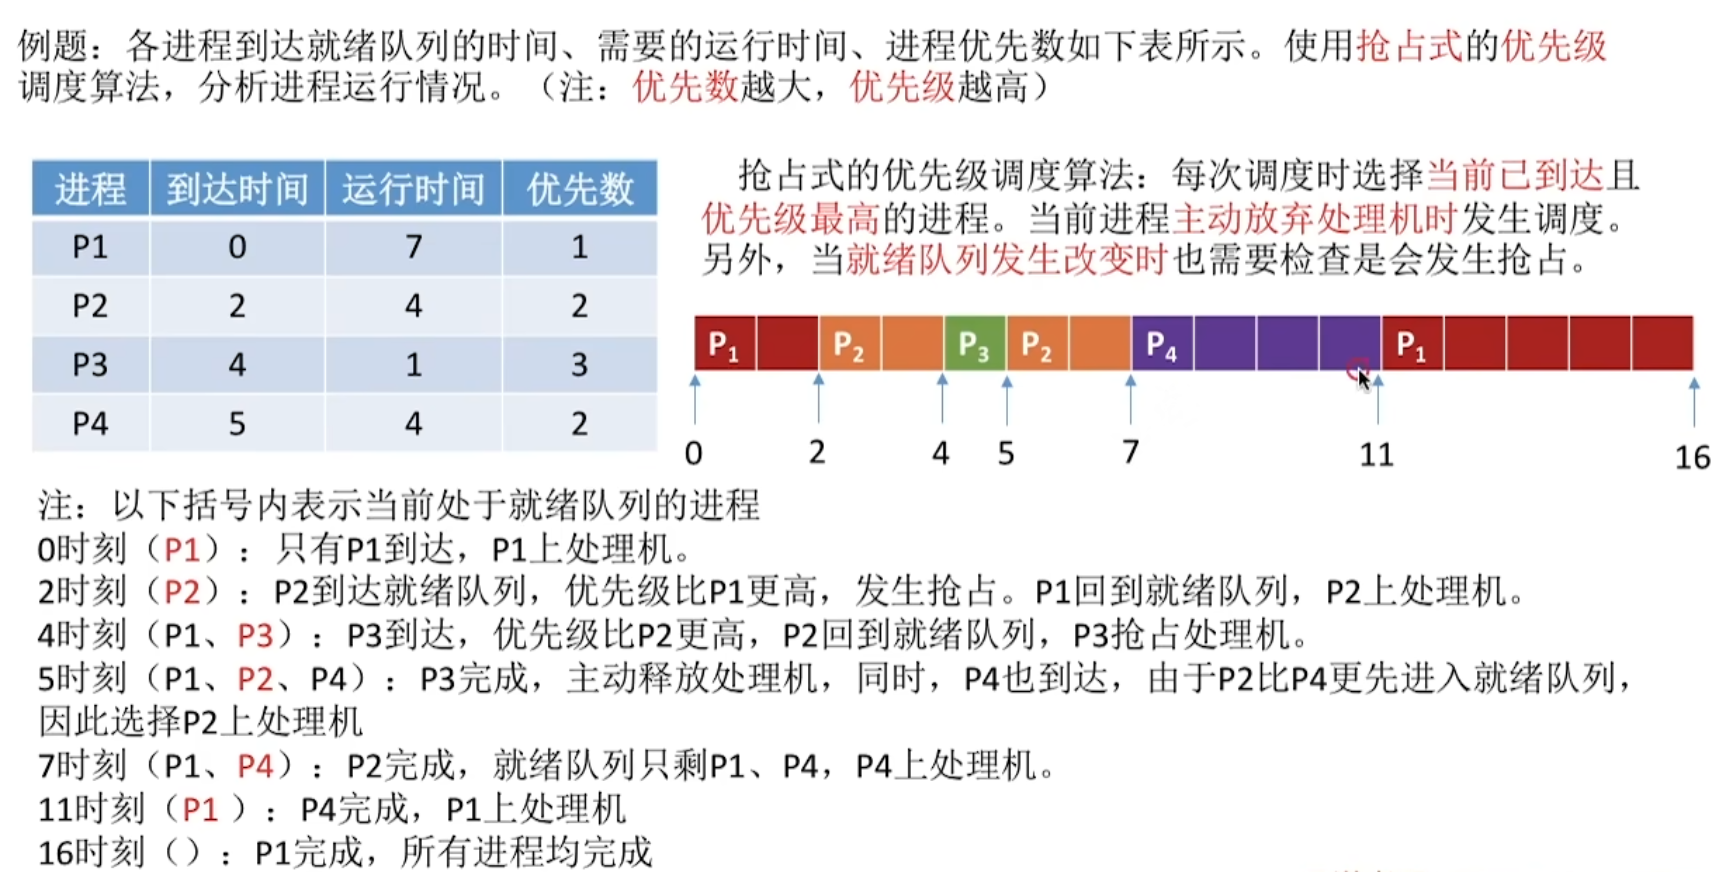 例题：各进程到达就绪队列的时间、需要的运行时间、进程优先数如下表所示。使用抢占式的优先级
调度算法，分析进程运行情况。（注：优先数越大，优先级越高）
进程 到达时间 运行时间 优先数
P1 0 7 1
P2 2 4 2
P3 4 1 3
P4 5 4 2
抢占式的优先级调度算法：每次调度时选择当前已到达且
优先级最高的进程。当前进程主动放弃处理机时发生调度。
另外，当就绪队列发生改变时也需要检查是会发生抢占。
P1 P2 P3 P2 P4 P1
0 2 4 5 7 11 16
注：以下括号内表示当前处于就绪队列的进程
0时刻（P1）：只有P1到达，P1上处理机。
2时刻（P2）：P2到达就绪队列，优先级比P1更高，发生抢占。P1回到就绪队列，P2上处理机。
4时刻（P1、P3）：P3到达，优先级比P2更高，P2回到就绪队列，P3抢占处理机。
5时刻（P1、P2、P4）：P3完成，主动释放处理机，同时，P4也到达，由于P2比P4更先进入就绪队列，
因此选择P2上处理机
7时刻（P1、P4）：P2完成，就绪队列只剩P1、P4，P4上处理机。
11时刻（P1 ）：P4完成，P1上处理机
16时刻（）：P1完成，所有进程均完成